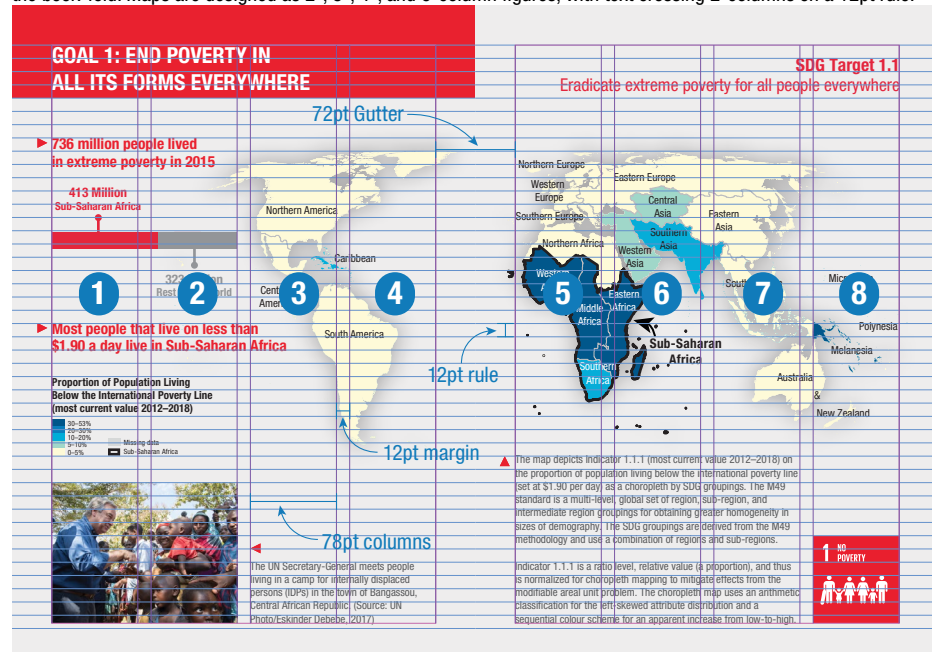 GOAL 1: END POVERTY IN
ALL ITS FORMS EVERYWHERE
SDG Target 1.1
Eradicate extreme poverty for all people everywhere
72pt Gutter
736 million people lived
in extreme poverty in 2015
413 Million
Sub-Saharan Africa
Rest
1
2
3
4
5
6
7
8
Northern America
Caribbean
South America
Northern Europe
Western
Europe
Southern Europe
Eastern Europe
Central
Asia
Eastern
Asia
Southern
Asia
Western
Asia
Northern Africa
Eastern
Africa
Middle
Africa
Southern
Africa
Sub-Saharan
Africa
Polynesia
Melanesia
Australia
&
New Zealand
Most people that live on less than
$1.90 a day live in Sub-Saharan Africa
12pt rule
Proportion of Population Living
Below the International Poverty Line
(most current value 2012–2018)
30–53%
20–30%
10–20%
5–10%
0–5%
Missing data
Sub-Saharan Africa
12pt margin
78pt columns
The UN Secretary-General meets people
living in a camp for internally displaced
persons (IDPs) in the town of Bangassou,
Central African Republic. (Source: UN
Photo/Eskinder Debebe, 2017)
The map depicts Indicator 1.1.1 (most current value 2012–2018) on
the proportion of population living below the international poverty line
(set at $1.90 per day) as a choropleth by SDG groupings. The M49
standard is a multi-level, global set of region, sub-region, and
intermediate region groupings for obtaining greater homogeneity in
sizes of demography. The SDG groupings are derived from the M49
methodology and use a combination of regions and sub-regions.
Indicator 1.1.1 is a ratio level, relative value (a proportion), and thus
is normalized for choropleth mapping to mitigate effects from the
modifiable areal unit problem. The choropleth map uses an arithmetic
classification for the left-skewed attribute distribution and a
sequential colour scheme for an apparent increase from low-to-high.
1 NO
POVERTY